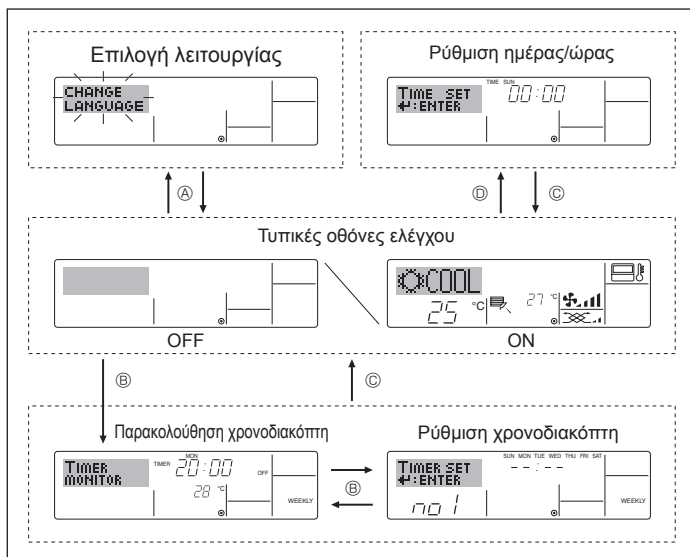 Επιλογή λειτουργίας
CHANGE
LANGUAGE
Ρύθμιση ημέρας/ώρας
TIME SUN
TIME SET 00:00
↵:ENTER
Ⓐ
Ⓓ
Ⓒ
Τυπικές οθόνες ελέγχου
COOL
25 °C
27 °C
OFF
ON
Ⓑ
Ⓒ
Παρακολούθηση χρονοδιακόπτη
MON
TIMER
MONITOR
TIMER 20:00 OFF
28 °C
WEEKLY
Ⓑ
Ρύθμιση χρονοδιακόπτη
SUN MON TUE WED THU FRI SAT
TIMER SET --:--
↵:ENTER
no 1
WEEKLY